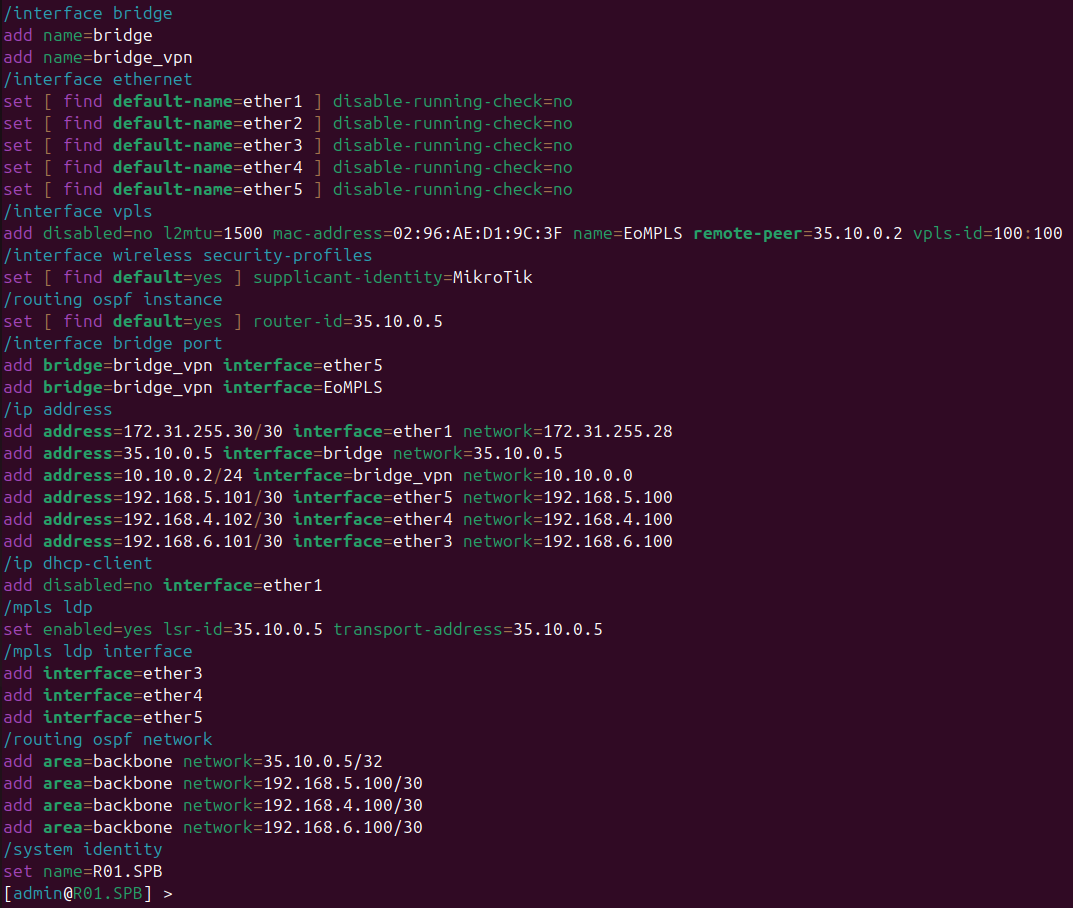 /interface bridge
add name=bridge
add name=bridge_vpn
/interface ethernet
set [ find default-name=ether1 ] disable-running-check=no
set [ find default-name=ether2 ] disable-running-check=no
set [ find default-name=ether3 ] disable-running-check=no
set [ find default-name=ether4 ] disable-running-check=no
set [ find default-name=ether5 ] disable-running-check=no
/interface vpls
add disabled=no l2mtu=1500 mac-address=02:96:AE:D1:9C:3F name=EoMPLS remote-peer=35.10.0.2 vpls-id=100:100
/interface wireless security-profiles
set [ find default=yes ] supplicant-identity=MikroTik
/routing ospf instance
set [ find default=yes ] router-id=35.10.0.5
/interface bridge port
add bridge=bridge_vpn interface=ether5
add bridge=bridge_vpn interface=EoMPLS
/ip address
add address=172.31.255.30/30 interface=ether1 network=172.31.255.28
add address=35.10.0.5 interface=bridge network=35.10.0.5
add address=10.10.0.2/24 interface=bridge_vpn network=10.10.0.0
add address=192.168.5.101/30 interface=ether5 network=192.168.5.100
add address=192.168.4.102/30 interface=ether4 network=192.168.4.100
add address=192.168.6.101/30 interface=ether3 network=192.168.6.100
/ip dhcp-client
add disabled=no interface=ether1
/mpls ldp
set enabled=yes lsr-id=35.10.0.5 transport-address=35.10.0.5
/mpls ldp interface
add interface=ether3
add interface=ether4
add interface=ether5
/routing ospf network
add area=backbone network=35.10.0.5/32
add area=backbone network=192.168.5.100/30
add area=backbone network=192.168.4.100/30
add area=backbone network=192.168.6.100/30
/system identity
set name=R01.SPB
[admin@R01.SPB] >